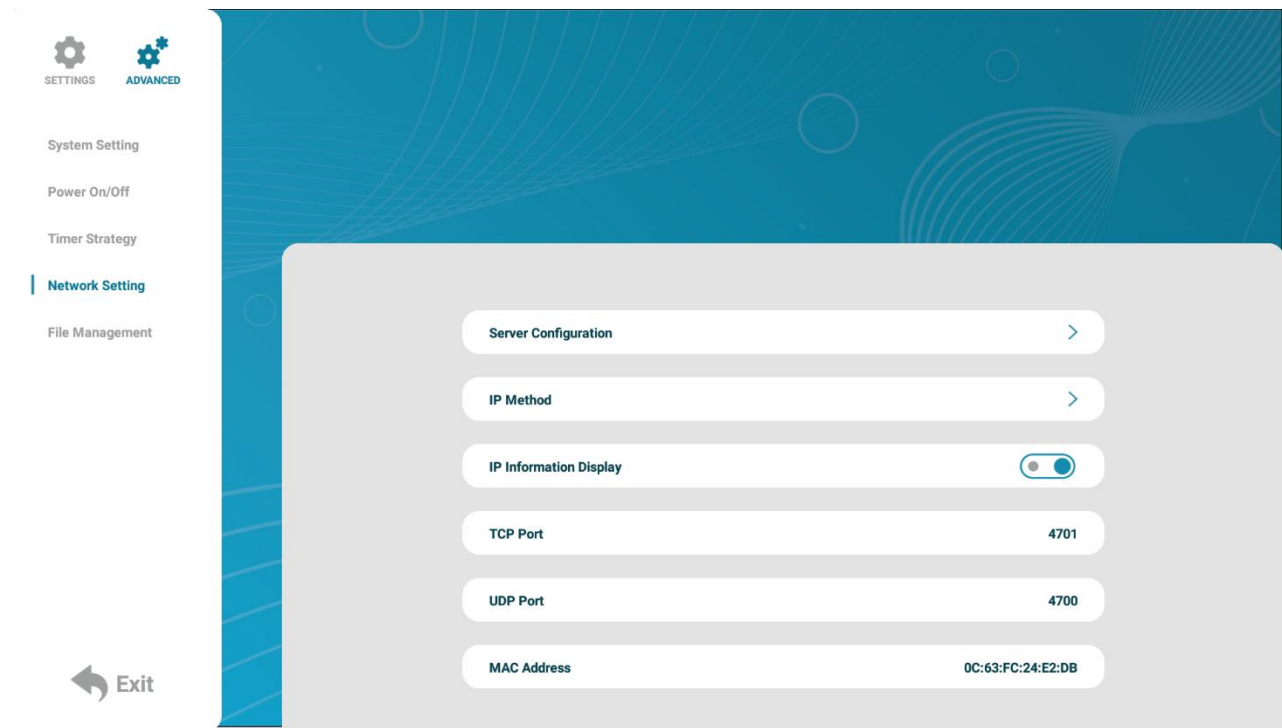 SETTINGS ADVANCED
System Setting
Power On/Off
Timer Strategy
Network Setting
File Management
Exit
Server Configuration
IP Method
IP Information Display
TCP Port 4701
UDP Port 4700
MAC Address 0C:63:FC:24:E2:DB